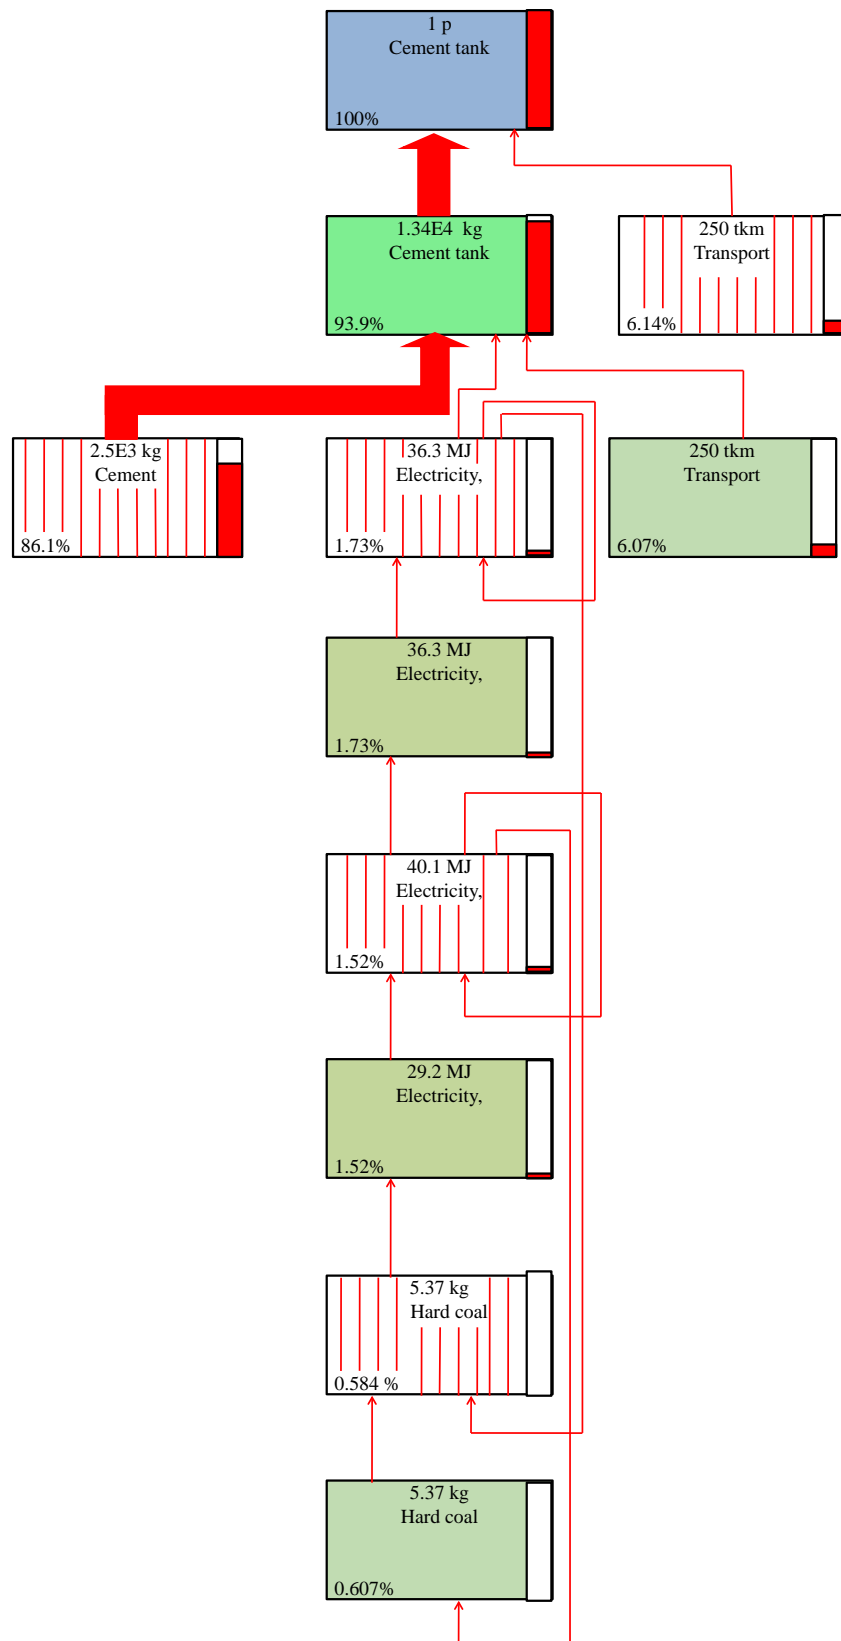 1 p
Cement tank
100%
1.34E4 kg
Cement tank
93.9%
250 tkm
Transport
6.14%
2.5E3 kg
Cement
86.1%
36.3 MJ
Electricity,
1.73%
250 tkm
Transport
6.07%
36.3 MJ
Electricity,
1.73%
40.1 MJ
Electricity,
1.52%
29.2 MJ
Electricity,
1.52%
5.37 kg
Hard coal
0.584 %
5.37 kg
Hard coal
0.607%